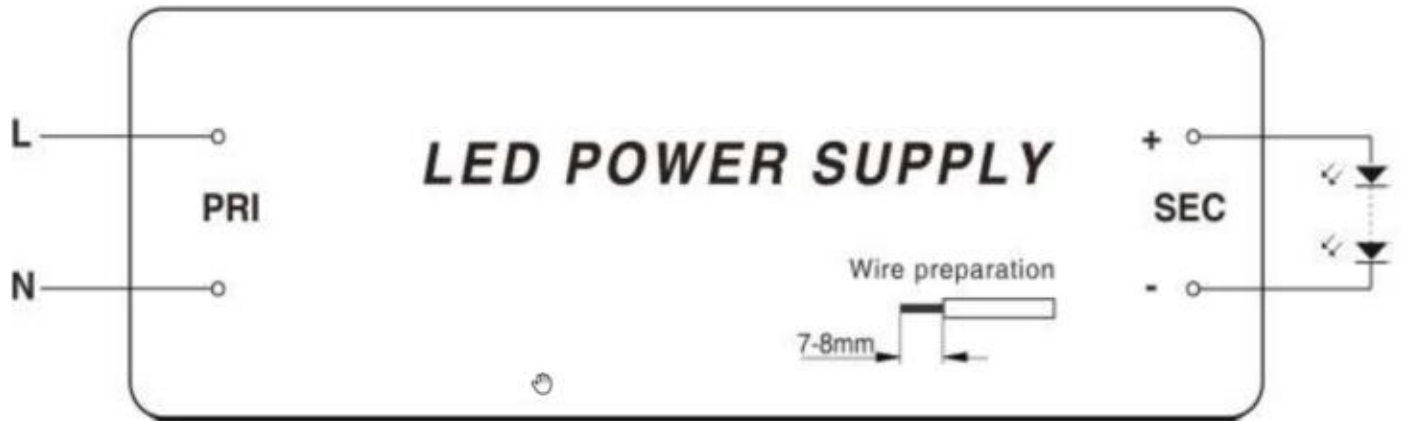 L
+
LED POWER SUPPLY
PRI
SEC
Wire preparation
N
-
7-8mm